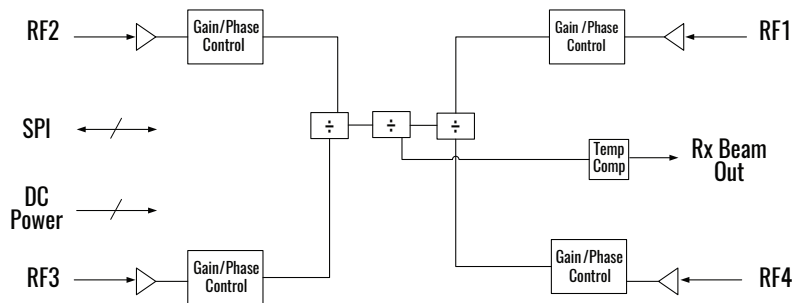 RF2
Gain/Phase
Control
Gain /Phase
Control
RF1
÷
÷
÷
SPI
Temp
Comp
Rx Beam
Out
DC
Power
RF3
Gain/Phase
Control
Gain/Phase
Control
RF4